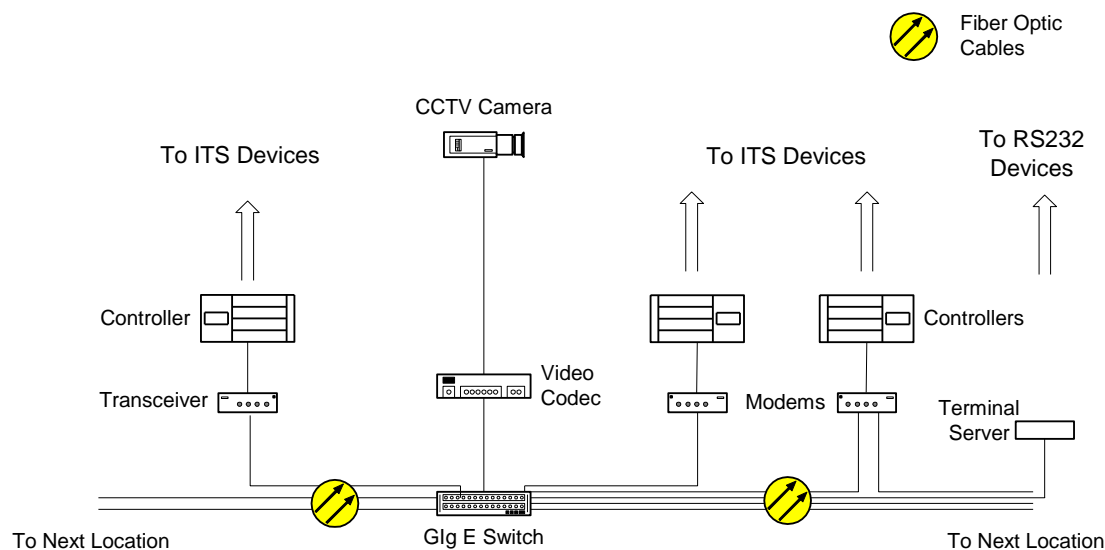 Fiber Optic
Cables
CCTV Camera
To ITS Devices
To ITS Devices
To RS232
Devices
Controller
Controllers
Transceiver
Video
Codec
Modems
Terminal
Server
To Next Location
GIg E Switch
To Next Location